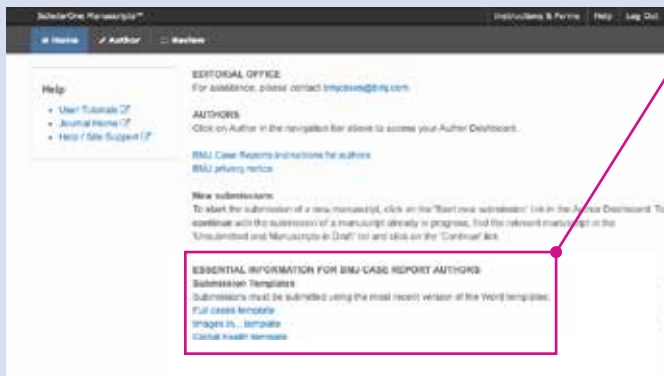 ScholarOne Manuscripts™
Instructions & Forms Help Log Out
Home Author Review
Help
User Tutorials
Journal Home
Help / Site Support
EDITORIAL OFFICE
For assistance, please contact
AUTHORS
Click on Author in the navigation bar above to access your Author Dashboard.
BMJ Case Reports instructions for authors
BMJ privacy notice
New submissions
To start the submission of a new manuscript, click on the 'Start new submission' link in the Author Dashboard. To
continue with the submission of a manuscript already in progress, find the relevant manuscript in the
'Unsubmitted and Manuscripts in Draft' list and click on the 'Continue' link.
ESSENTIAL INFORMATION FOR BMJ CASE REPORT AUTHORS
Submission Templates
Submissions must be submitted using the most recent version of the Word templates.
Full cases template
Images in... template
Global health template